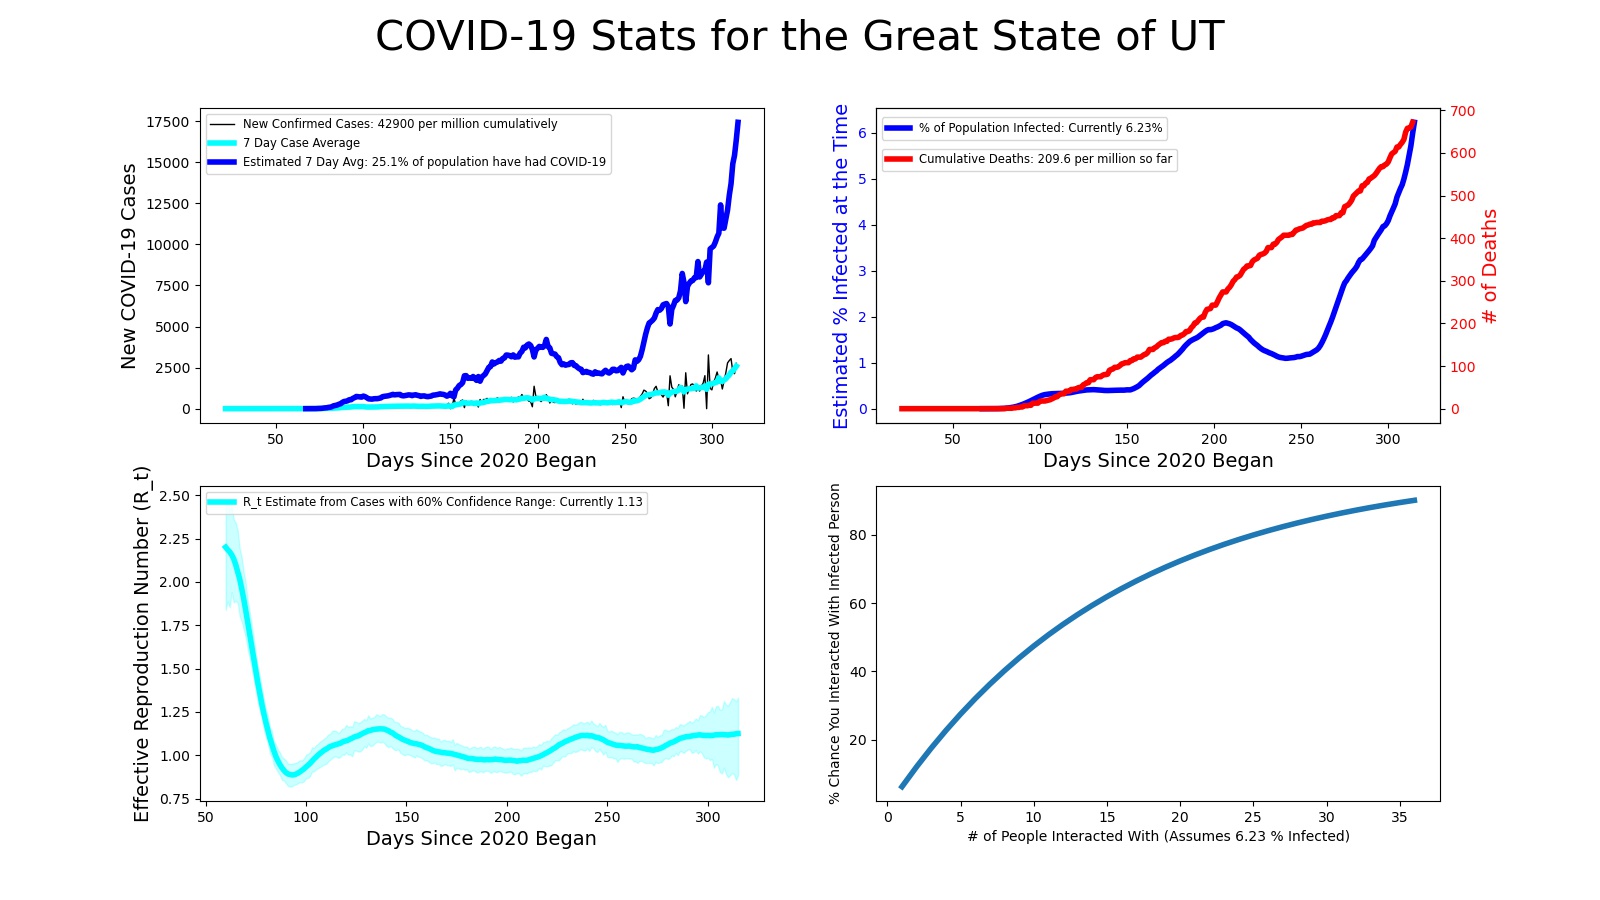 COVID-19 Stats for the Great State of UT
New COVID-19 Cases
17500
15000
12500
10000
7500
5000
2500
0
New Confirmed Cases: 42900 per million cumulatively
7 Day Case Average
Estimated 7 Day Avg: 25.1% of population have had COVID-19
50 100 150 200 250 300
Days Since 2020 Began
Estimated % Infected at the Time
6
5
4
3
2
1
0
% of Population Infected: Currently 6.23%
Cumulative Deaths: 209.6 per million so far
700
600
500
400
300
200
100
0
# of Deaths
50 100 150 200 250 300
Days Since 2020 Began
Effective Reproduction Number (R_t)
2.50
2.25
2.00
1.75
1.50
1.25
1.00
0.75
R_t Estimate from Cases with 60% Confidence Range: Currently 1.13
50 100 150 200 250 300
Days Since 2020 Began
% Chance You Interacted With Infected Person
80
60
40
20
0 5 10 15 20 25 30 35
# of People Interacted With (Assumes 6.23 % Infected)